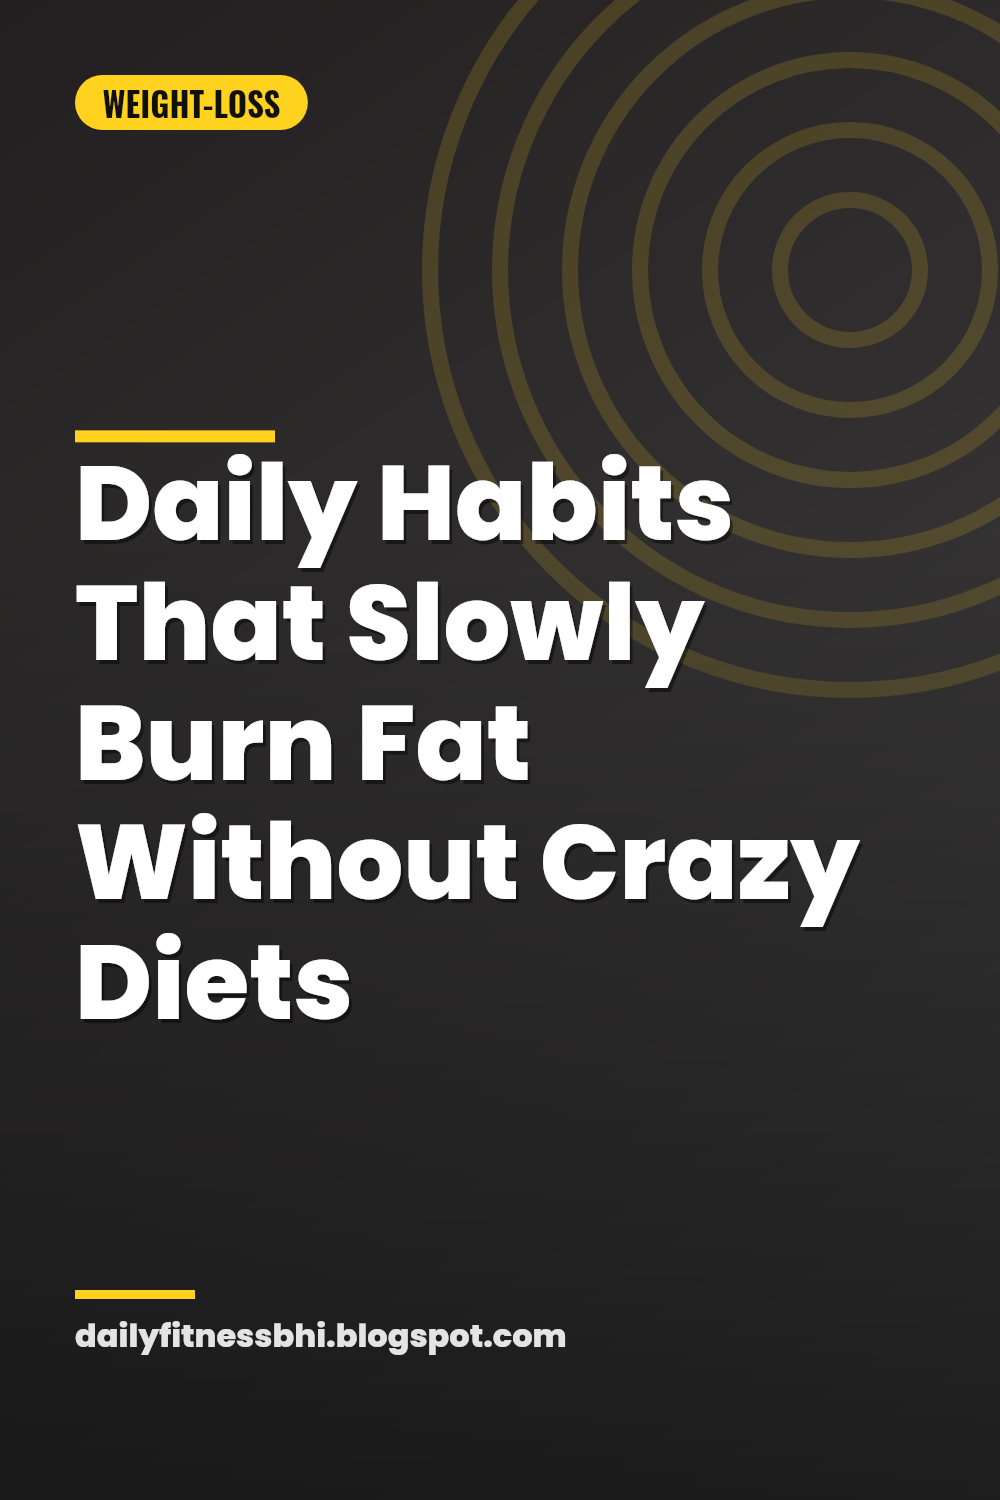 WEIGHT-LOSS
Daily Habits
That Slowly
Burn Fat
Without Crazy
Diets
dailyfitnessbhi.blogspot.com